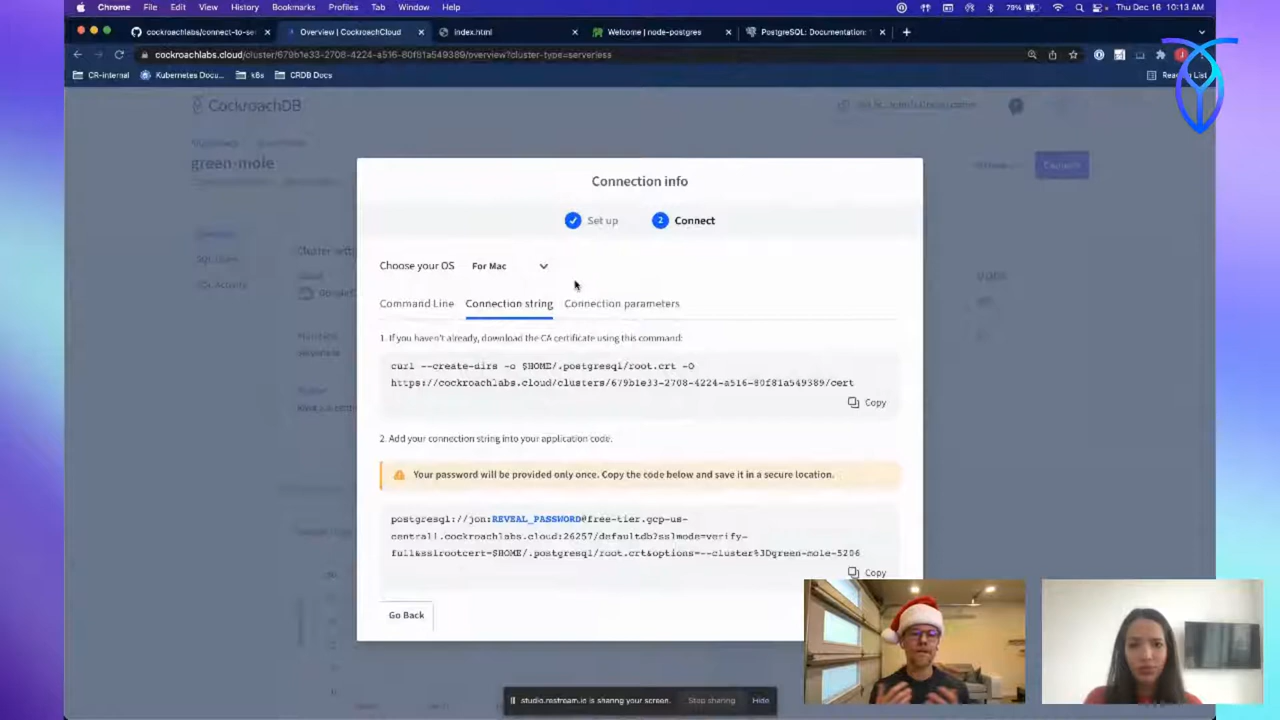 Chrome File Edit View History Bookmarks Profiles Tab Window Help 79% Thu Dec 16 10:13 AM
cockroachlabs/connect-to-se Overview | CockroachCloud index.html Welcome | node-postgres PostgreSQL: Documentation:
cockroachlabs.cloud/cluster/679b1e33-2708-4224-a516-80f81a549389/overview?cluster-type=serverless
CR-internal Kubernetes Docu... k8s CRDB Docs Reading List
CockroachDB
green-mole
Connection info
Set up 2 Connect
Choose your OS For Mac
Command Line Connection string Connection parameters
1. If you haven't already, download the CA certificate using this command:
curl --create-dirs -o $HOME/.postgresql/root.crt -O
https://cockroachlabs.cloud/clusters/679b1e33-2708-4224-a516-80f81a549389/cert
Copy
2. Add your connection string into your application code.
Your password will be provided only once. Copy the code below and save it in a secure location.
postgresql://jon:REVEAL_PASSWORD@free-tier.gcp-us-
central1.cockroachlabs.cloud:26257/defaultdb?sslmode=verify-
full&sslrootcert=$HOME/.postgresql/root.crt&options=--cluster%3Dgreen-mole-5206
Copy
Go Back
studio.restream.io is sharing your screen. Stop sharing Hide